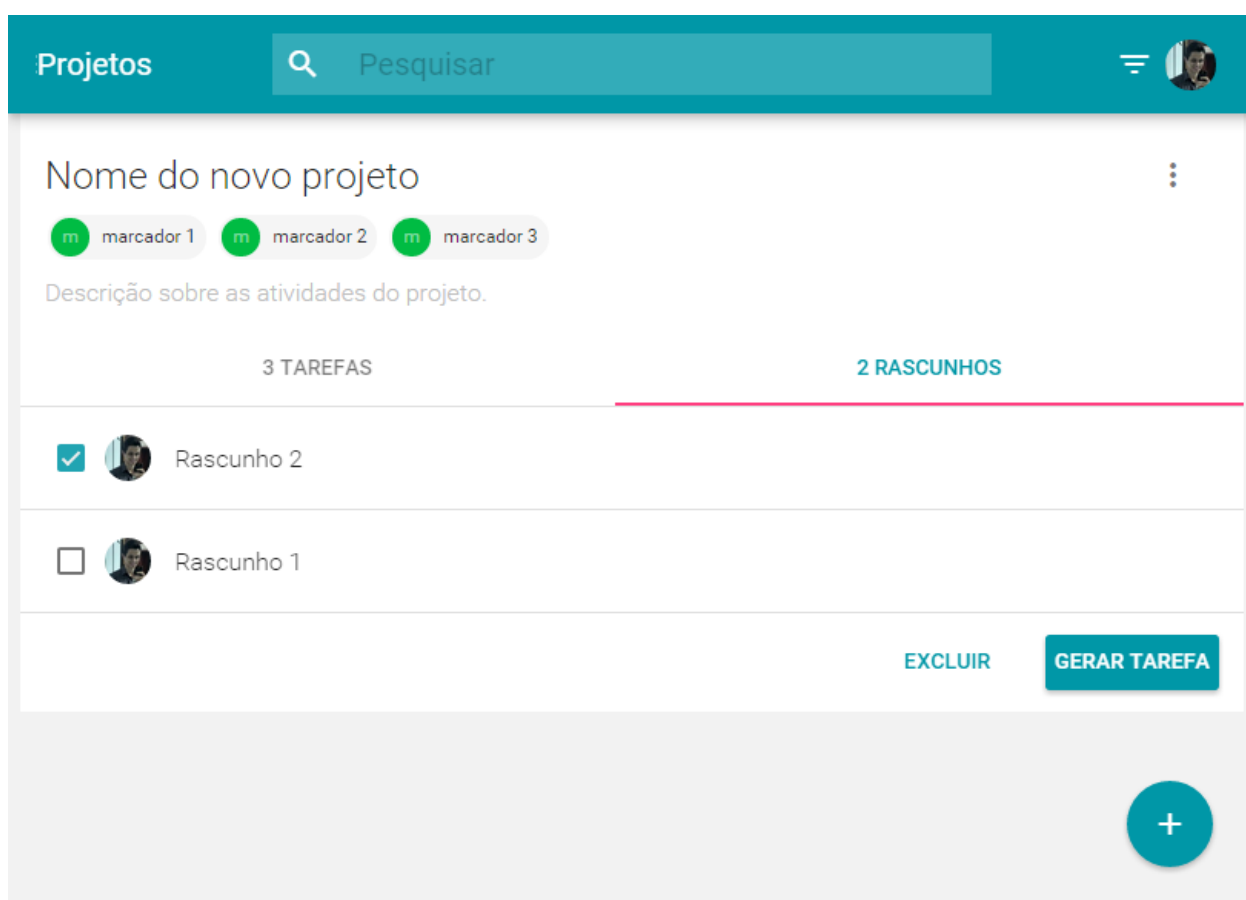 Projetos
Pesquisar
Nome do novo projeto
m marcador 1 m marcador 2 m marcador 3
Descrição sobre as atividades do projeto.
3 TAREFAS 2 RASCUNHOS
Rascunho 2
Rascunho 1
EXCLUIR GERAR TAREFA